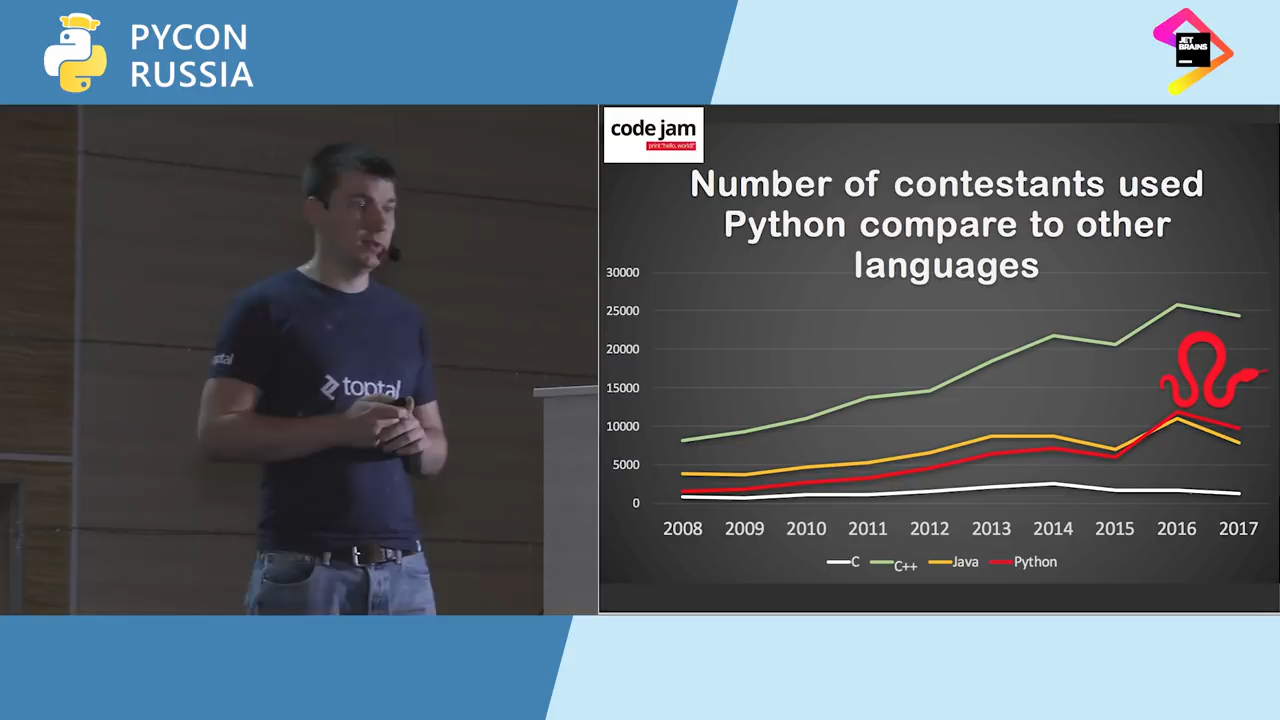 PYCON
RUSSIA
JET
BRAINS
code jam
print "hello, world!"
Number of contestants used
Python compare to other
languages
30000
25000
20000
15000
10000
5000
0
2008 2009 2010 2011 2012 2013 2014 2015 2016 2017
C C++ Java Python
toptal
toptal